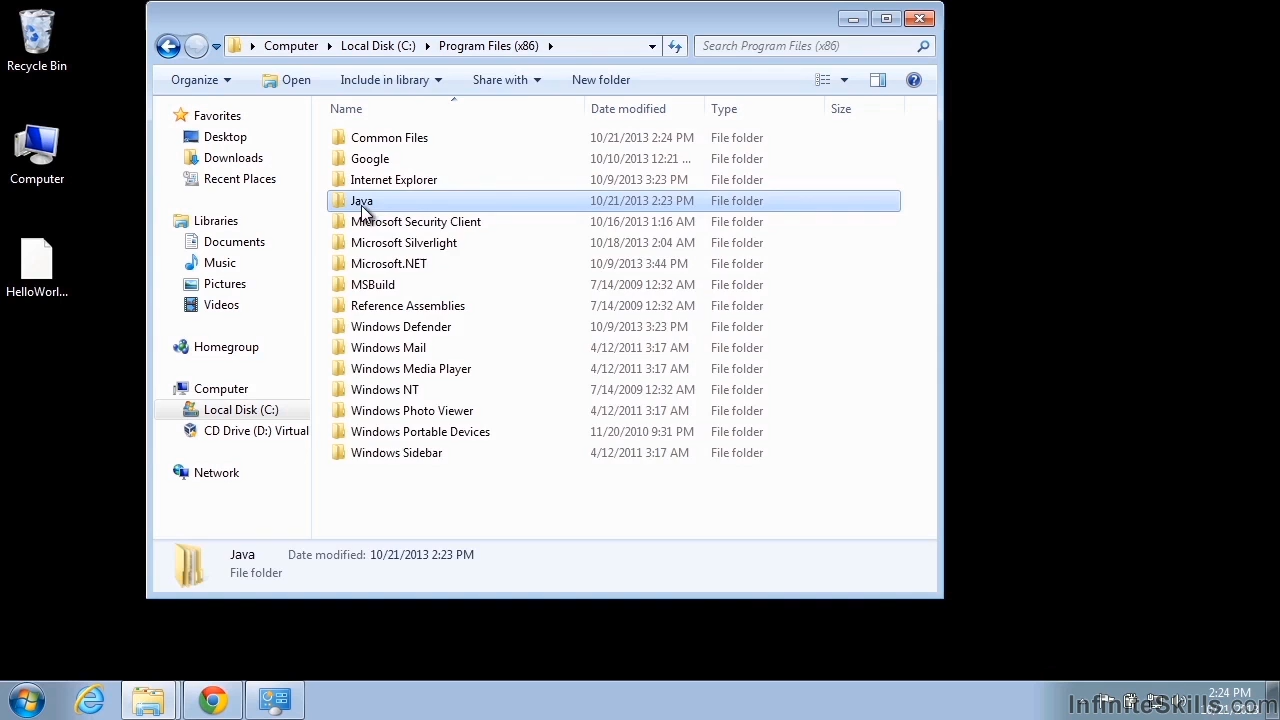 Recycle Bin
Computer
HelloWorl...
Computer Local Disk (C:) Program Files (x86)
Search Program Files (x86)
Organize Open Include in library Share with New folder
Favorites
Desktop
Downloads
Recent Places
Libraries
Documents
Music
Pictures
Videos
Homegroup
Computer
Local Disk (C:)
CD Drive (D:) Virtual
Network
Name Date modified Type Size
Common Files 10/21/2013 2:24 PM File folder
Google 10/10/2013 12:21 ... File folder
Internet Explorer 10/9/2013 3:23 PM File folder
Java 10/21/2013 2:23 PM File folder
Microsoft Security Client 10/16/2013 1:16 AM File folder
Microsoft Silverlight 10/18/2013 2:04 AM File folder
Microsoft.NET 10/9/2013 3:44 PM File folder
MSBuild 7/14/2009 12:32 AM File folder
Reference Assemblies 7/14/2009 12:32 AM File folder
Windows Defender 10/9/2013 3:23 PM File folder
Windows Mail 4/12/2011 3:17 AM File folder
Windows Media Player 4/12/2011 3:17 AM File folder
Windows NT 7/14/2009 12:32 AM File folder
Windows Photo Viewer 4/12/2011 3:17 AM File folder
Windows Portable Devices 11/20/2010 9:31 PM File folder
Windows Sidebar 4/12/2011 3:17 AM File folder
Java Date modified: 10/21/2013 2:23 PM
File folder
2:24 PM
10/21/2013
InfiniteSkills.com